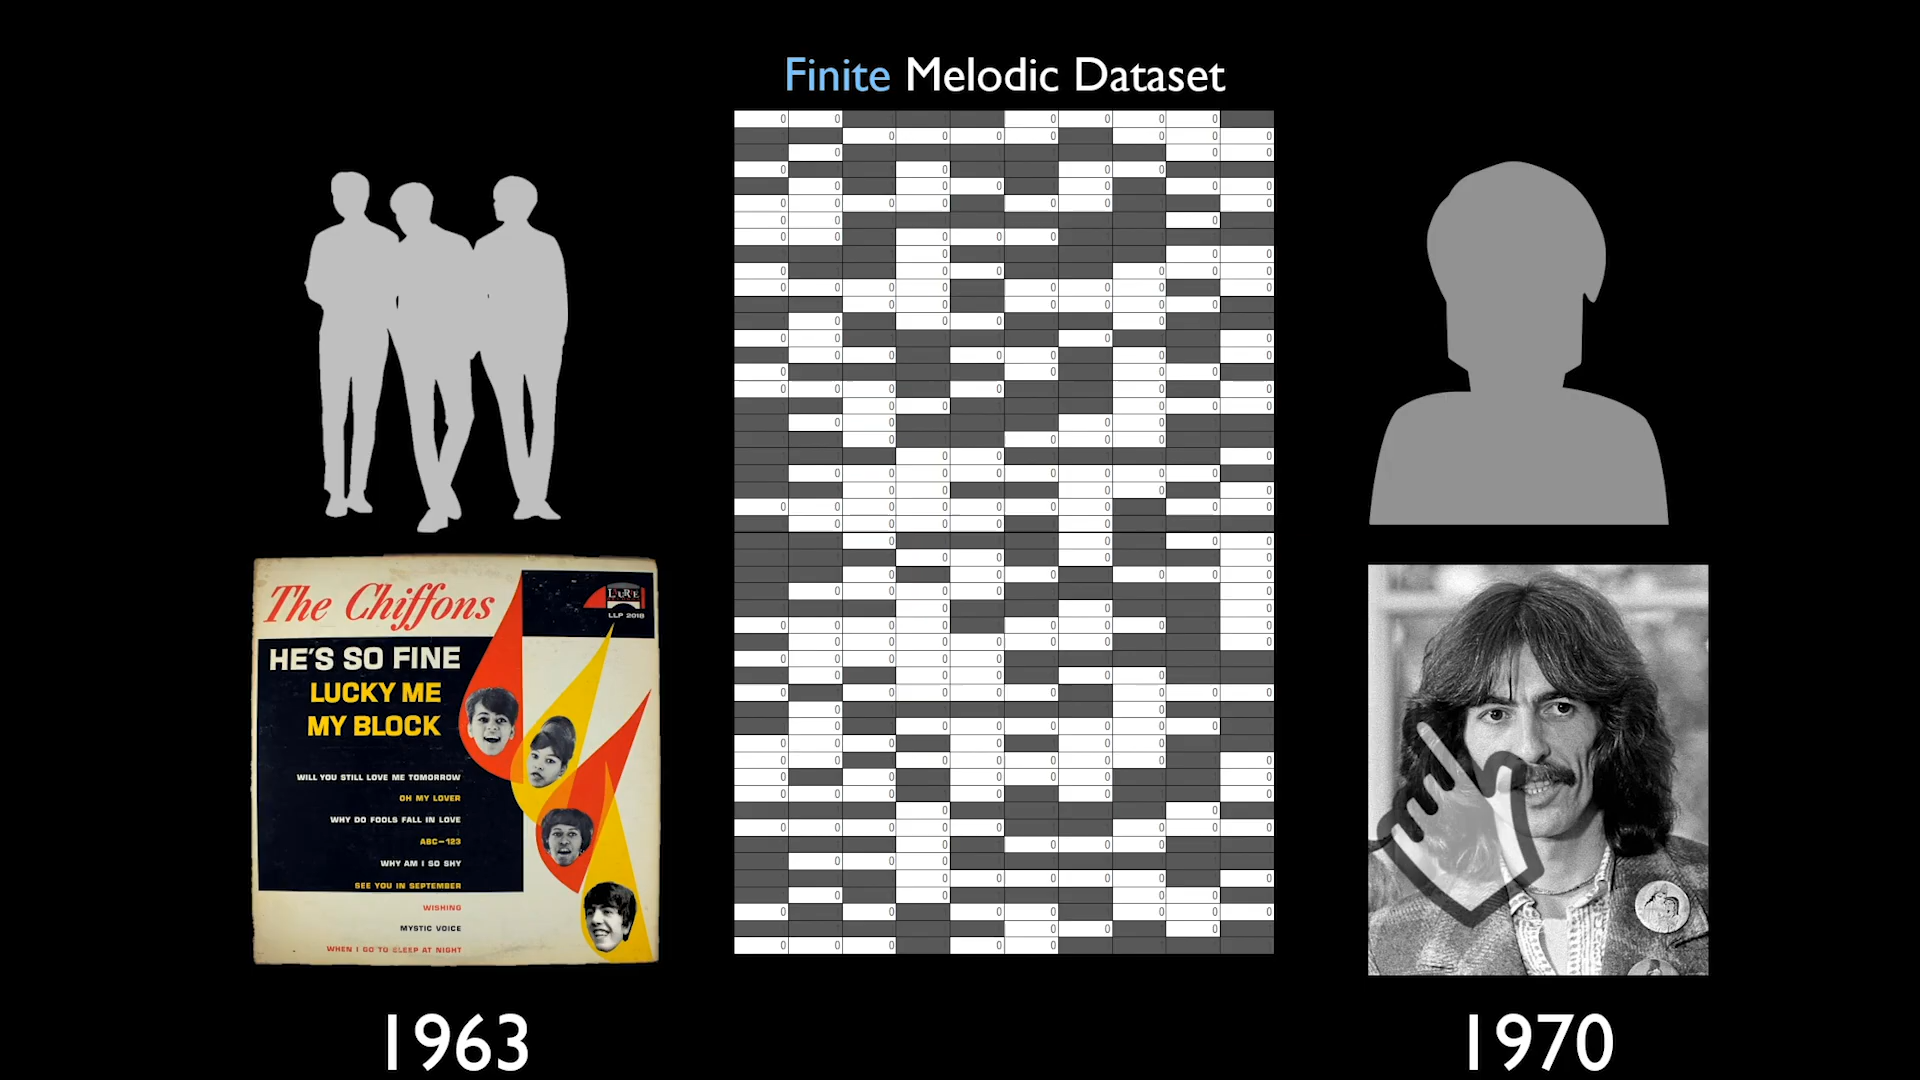 Finite Melodic Dataset
The Chiffons
LURE
LLP 2018
HE'S SO FINE
LUCKY ME
MY BLOCK
WILL YOU STILL LOVE ME TOMORROW
OH MY LOVER
WHY DO FOOLS FALL IN LOVE
ABC-123
WHY AM I SO SHY
SEE YOU IN SEPTEMBER
WISHING
MYSTIC VOICE
WHEN I GO TO SLEEP AT NIGHT
1963
1970